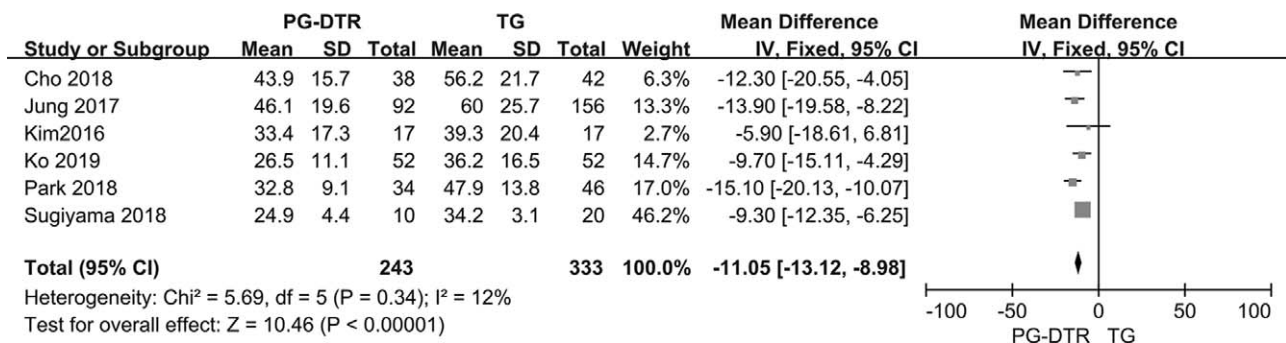 PG-DTR TG Mean Difference Mean Difference
Study or Subgroup Mean SD Total Mean SD Total Weight IV, Fixed, 95% CI IV, Fixed, 95% CI
Cho 2018 43.9 15.7 38 56.2 21.7 42 6.3% -12.30 [-20.55, -4.05]
Jung 2017 46.1 19.6 92 60 25.7 156 13.3% -13.90 [-19.58, -8.22]
Kim2016 33.4 17.3 17 39.3 20.4 17 2.7% -5.90 [-18.61, 6.81]
Ko 2019 26.5 11.1 52 36.2 16.5 52 14.7% -9.70 [-15.11, -4.29]
Park 2018 32.8 9.1 34 47.9 13.8 46 17.0% -15.10 [-20.13, -10.07]
Sugiyama 2018 24.9 4.4 10 34.2 3.1 20 46.2% -9.30 [-12.35, -6.25]
Total (95% CI) 243 333 100.0% -11.05 [-13.12, -8.98]
Heterogeneity: Chi² = 5.69, df = 5 (P = 0.34); I² = 12%
Test for overall effect: Z = 10.46 (P < 0.00001)
-100 -50 0 50 100
PG-DTR TG